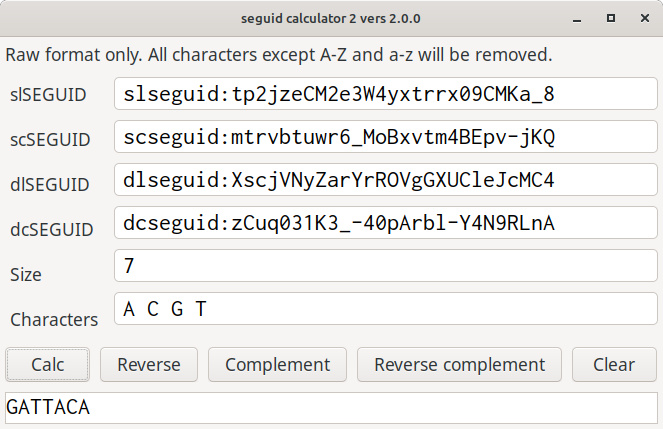 seguid calculator 2 vers 2.0.0
Raw format only. All characters except A-Z and a-z will be removed.
slSEGUID slseguid:tp2jzeCM2e3W4yxtrrx09CMKa_8
scSEGUID scseguid:mtrvbtuwr6_MoBxvtm4BEpv-jKQ
dlSEGUID dlseguid:XscjVNyZarYrROVgGXUCleJcMC4
dcSEGUID dcseguid:zCuq031K3_-40pArbl-Y4N9RLnA
Size 7
Characters A C G T
Calc Reverse Complement Reverse complement Clear
GATTACA